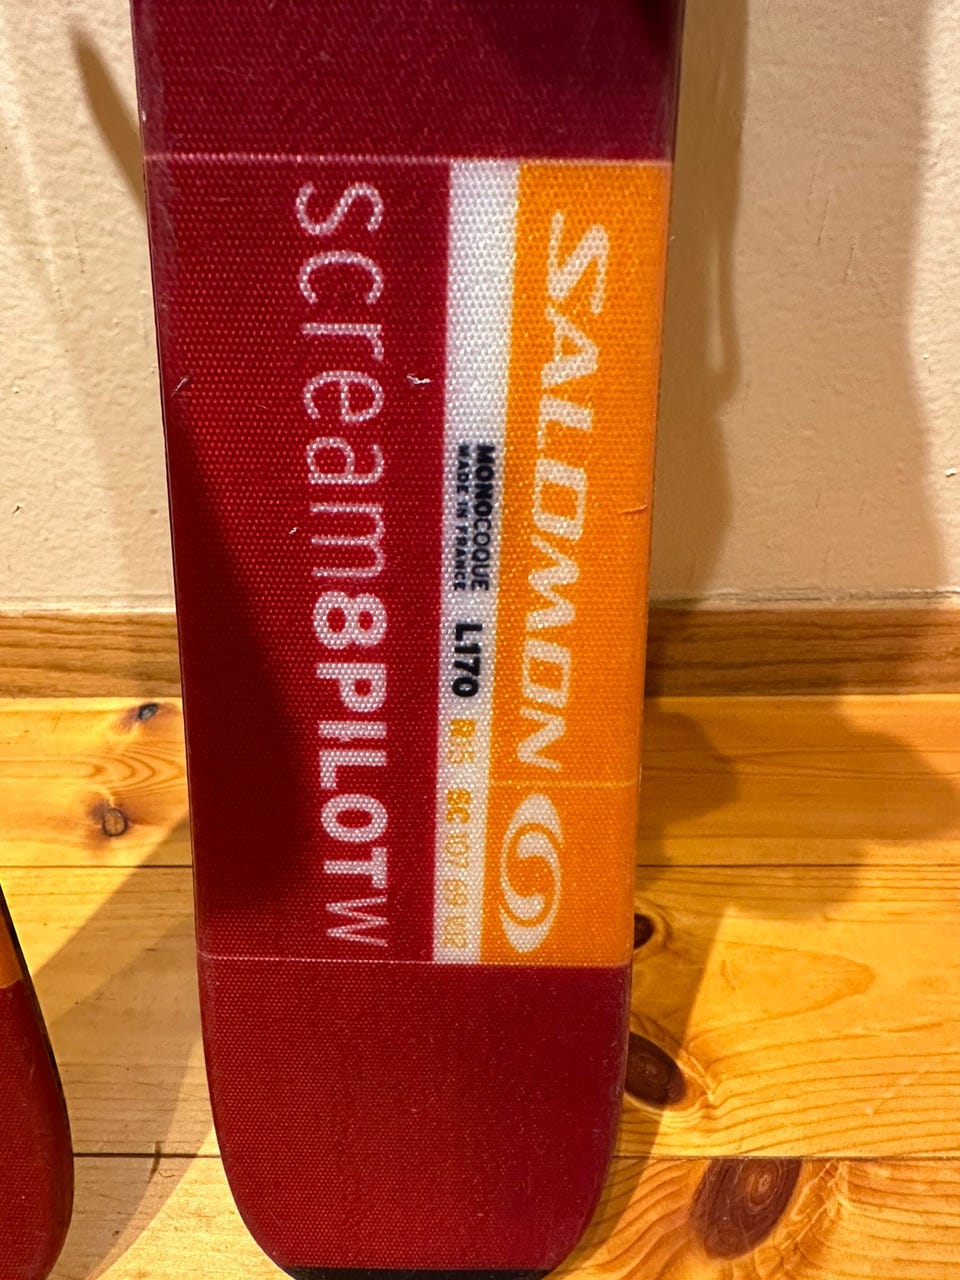 SALOMON
MONOCOQUE
MADE IN FRANCE
L170
scream8PILOTW